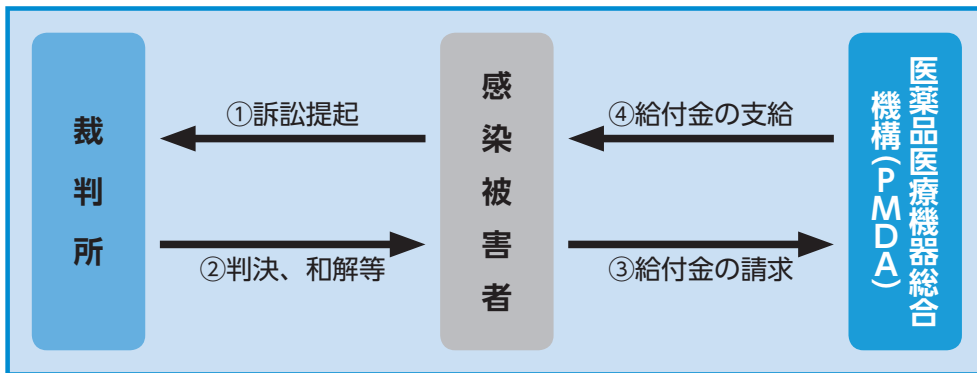 裁判所
①訴訟提起
②判決、和解等
感染被害者
④給付金の支給
③給付金の請求
医薬品医療機器総合
機構(PMDA)